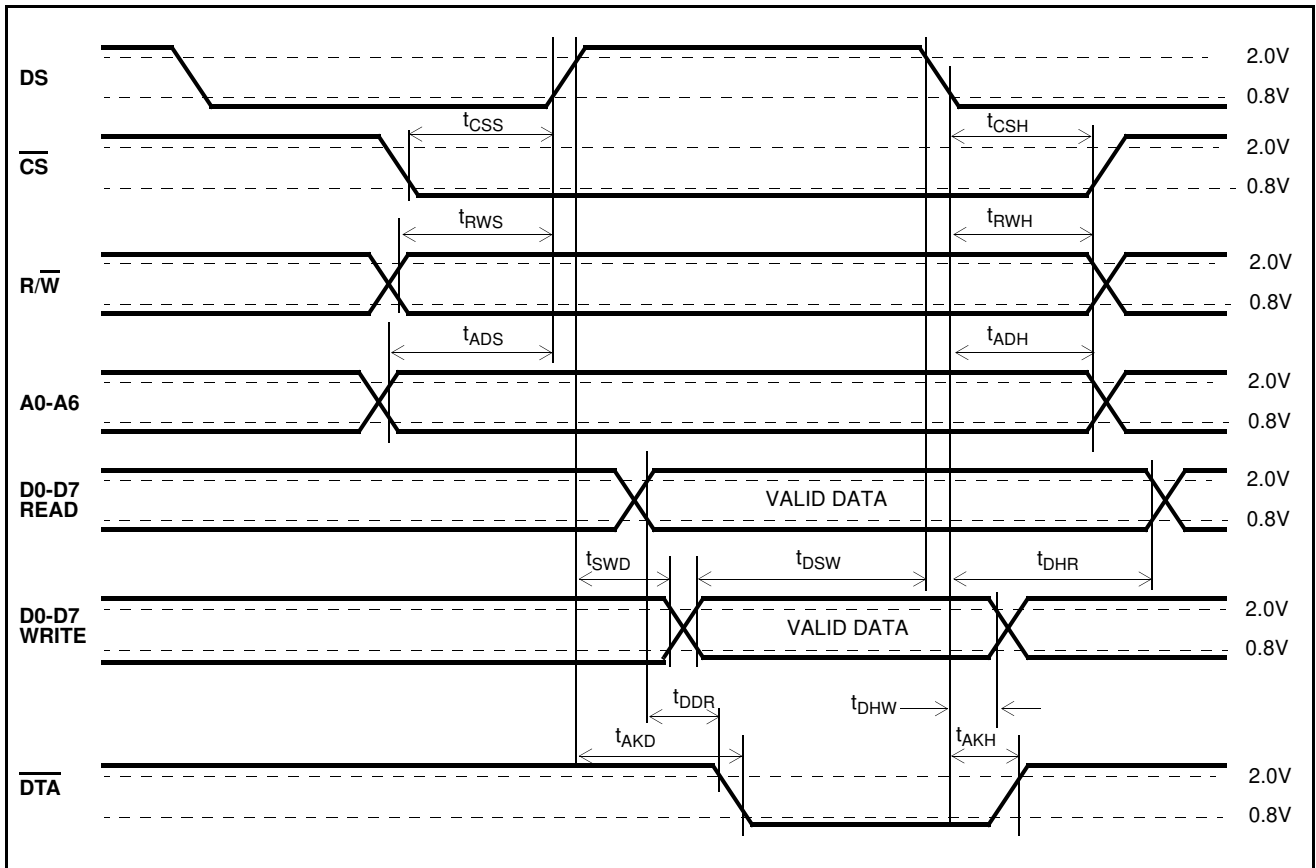 DS
2.0V
0.8V
tCSS
tCSH
CS
2.0V
0.8V
tRWS
tRWH
R/W
2.0V
0.8V
tADS
tADH
A0-A6
2.0V
0.8V
D0-D7
READ
VALID DATA
2.0V
0.8V
tSWD
tDSW
tDHR
D0-D7
WRITE
VALID DATA
2.0V
0.8V
tDDR
tDHW
tAKD
tAKH
DTA
2.0V
0.8V